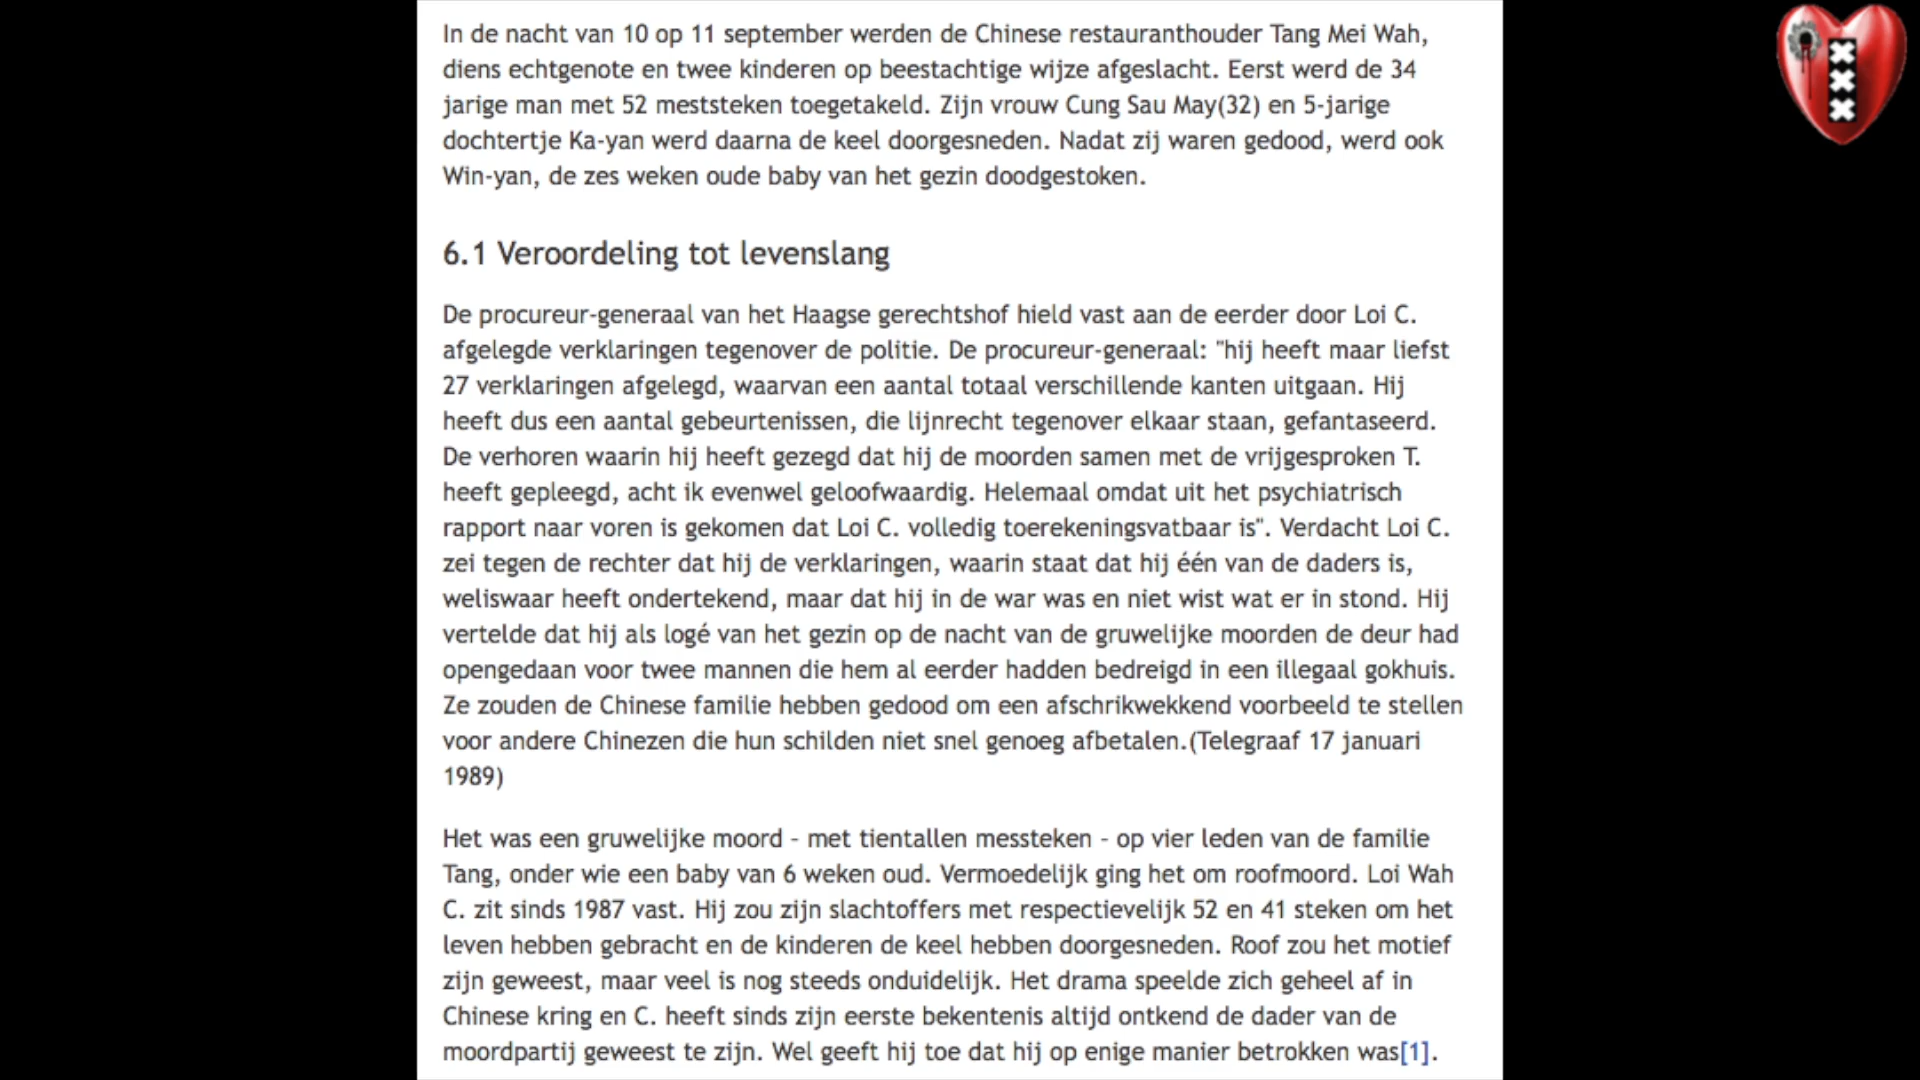 In de nacht van 10 op 11 september werden de Chinese restauranthouder Tang Mei Wah,
diens echtgenote en twee kinderen op beestachtige wijze afgeslacht. Eerst werd de 34
jarige man met 52 meststeken toegetakeld. Zijn vrouw Cung Sau May(32) en 5-jarige
dochtertje Ka-yan werd daarna de keel doorgesneden. Nadat zij waren gedood, werd ook
Win-yan, de zes weken oude baby van het gezin doodgestoken.
6.1 Veroordeling tot levenslang
De procureur-generaal van het Haagse gerechtshof hield vast aan de eerder door Loi C.
afgelegde verklaringen tegenover de politie. De procureur-generaal: "hij heeft maar liefst
27 verklaringen afgelegd, waarvan een aantal totaal verschillende kanten uitgaan. Hij
heeft dus een aantal gebeurtenissen, die lijnrecht tegenover elkaar staan, gefantaseerd.
De verhoren waarin hij heeft gezegd dat hij de moorden samen met de vrijgesproken T.
heeft gepleegd, acht ik evenwel geloofwaardig. Helemaal omdat uit het psychiatrisch
rapport naar voren is gekomen dat Loi C. volledig toerekeningsvatbaar is". Verdacht Loi C.
zei tegen de rechter dat hij de verklaringen, waarin staat dat hij één van de daders is,
weliswaar heeft ondertekend, maar dat hij in de war was en niet wist wat er in stond. Hij
vertelde dat hij als logé van het gezin op de nacht van de gruwelijke moorden de deur had
opengedaan voor twee mannen die hem al eerder hadden bedreigd in een illegaal gokhuis.
Ze zouden de Chinese familie hebben gedood om een afschrikwekkend voorbeeld te stellen
voor andere Chinezen die hun schilden niet snel genoeg afbetalen.(Telegraaf 17 januari
1989)
Het was een gruwelijke moord - met tientallen messteken - op vier leden van de familie
Tang, onder wie een baby van 6 weken oud. Vermoedelijk ging het om roofmoord. Loi Wah
C. zit sinds 1987 vast. Hij zou zijn slachtoffers met respectievelijk 52 en 41 steken om het
leven hebben gebracht en de kinderen de keel hebben doorgesneden. Roof zou het motief
zijn geweest, maar veel is nog steeds onduidelijk. Het drama speelde zich geheel af in
Chinese kring en C. heeft sinds zijn eerste bekentenis altijd ontkend de dader van de
moordpartij geweest te zijn. Wel geeft hij toe dat hij op enige manier betrokken was[1].